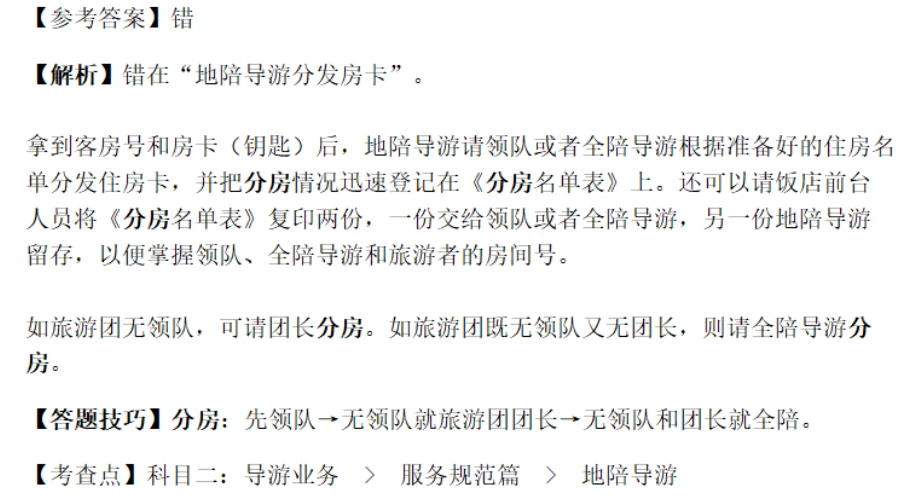 【参考答案】错
【解析】错在“地陪导游分发房卡”。
拿到客房号和房卡（钥匙）后，地陪导游请领队或者全陪导游根据准备好的住房名
单分发住房卡，并把分房情况迅速登记在《分房名单表》上。还可以请饭店前台
人员将《分房名单表》复印两份，一份交给领队或者全陪导游，另一份地陪导游
留存，以便掌握领队、全陪导游和旅游者的房间号。
如旅游团无领队，可请团长分房。如旅游团既无领队又无团长，则请全陪导游分
房。
【答题技巧】分房：先领队→无领队就旅游团团长→无领队和团长就全陪。
【考查点】科目二：导游业务 > 服务规范篇 > 地陪导游